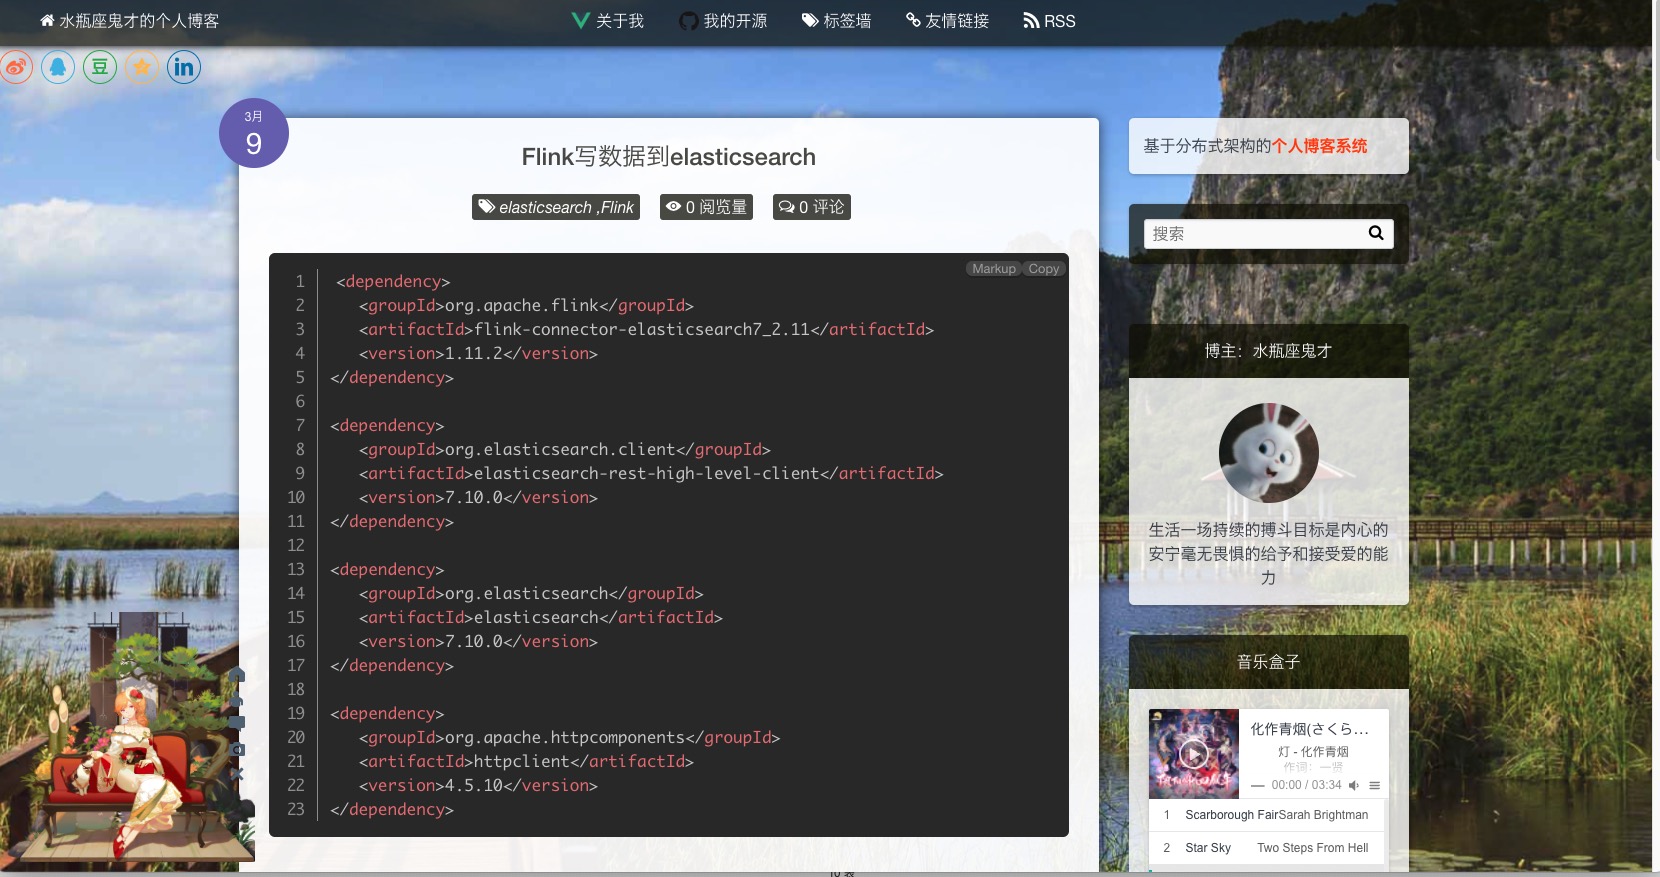 水瓶座鬼才的个人博客
关于我
我的开源
标签墙
友情链接
RSS
豆
in
3月
9
Flink写数据到elasticsearch
elasticsearch ,Flink
0 阅览量
0 评论
Markup
Copy
1 <dependency>
2 <groupId>org.apache.flink</groupId>
3 <artifactId>flink-connector-elasticsearch7_2.11</artifactId>
4 <version>1.11.2</version>
5 </dependency>
6
7 <dependency>
8 <groupId>org.elasticsearch.client</groupId>
9 <artifactId>elasticsearch-rest-high-level-client</artifactId>
10 <version>7.10.0</version>
11 </dependency>
12
13 <dependency>
14 <groupId>org.elasticsearch</groupId>
15 <artifactId>elasticsearch</artifactId>
16 <version>7.10.0</version>
17 </dependency>
18
19 <dependency>
20 <groupId>org.apache.httpcomponents</groupId>
21 <artifactId>httpclient</artifactId>
22 <version>4.5.10</version>
23 </dependency>
基于分布式架构的个人博客系统
搜索
博主：水瓶座鬼才
生活一场持续的搏斗目标是内心的
安宁毫无畏惧的给予和接受爱的能
力
音乐盒子
化作青烟(さくら…
灯 - 化作青烟
作词：一贤
00:00 / 03:34
1 Scarborough Fair Sarah Brightman
2 Star Sky Two Steps From Hell